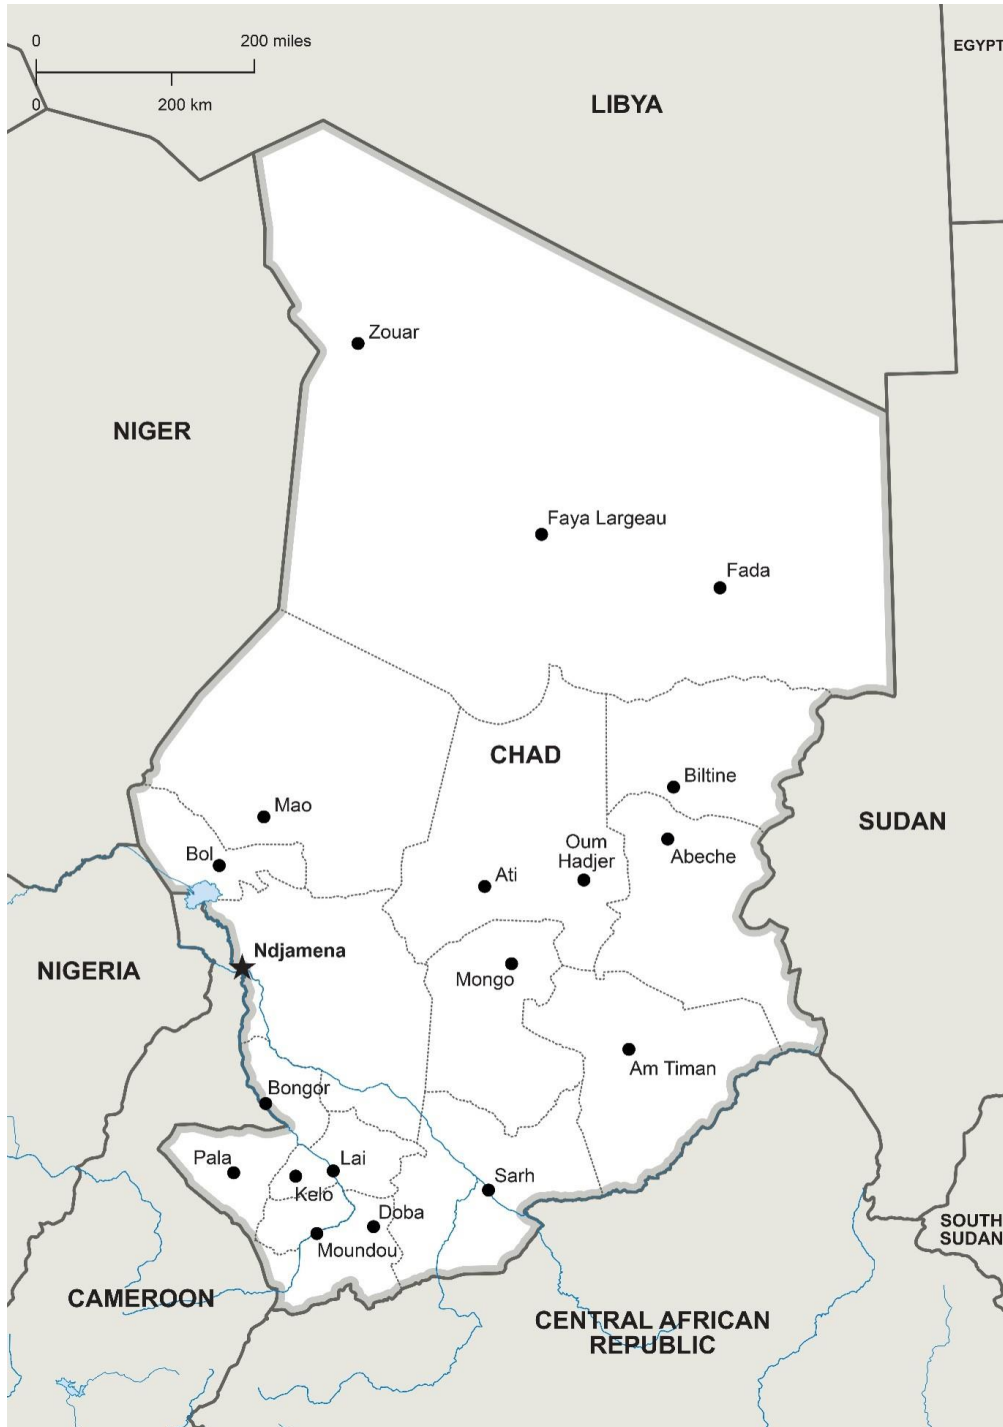 0 200 miles
0 200 km
EGYPT
LIBYA
Zouar
NIGER
Faya Largeau
Fada
CHAD
Biltine
Mao
SUDAN
Oum
Hadjer
Abeche
Bol
Ati
Ndjamena
NIGERIA
Mongo
Am Timan
Bongor
Pala
Lai
Kelo
Sarh
Doba
Moundou
SOUTH
SUDAN
CAMEROON
CENTRAL AFRICAN
REPUBLIC